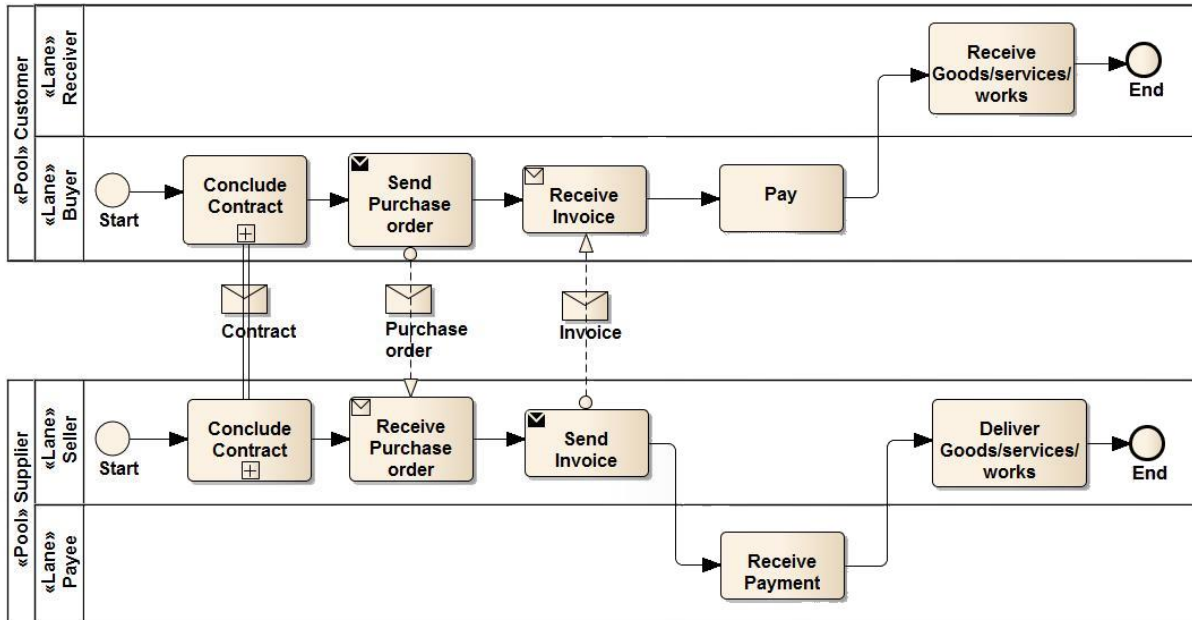 «Pool» Customer
«Lane»
Receiver
Receive
Goods/services/
works
End
«Lane»
Buyer
Start
Conclude
Contract
Send
Purchase
order
Receive
Invoice
Pay
Contract
Purchase
order
Invoice
«Pool» Supplier
«Lane»
Seller
Start
Conclude
Contract
Receive
Purchase
order
Send
Invoice
Deliver
Goods/services/
works
End
«Lane»
Payee
Receive
Payment